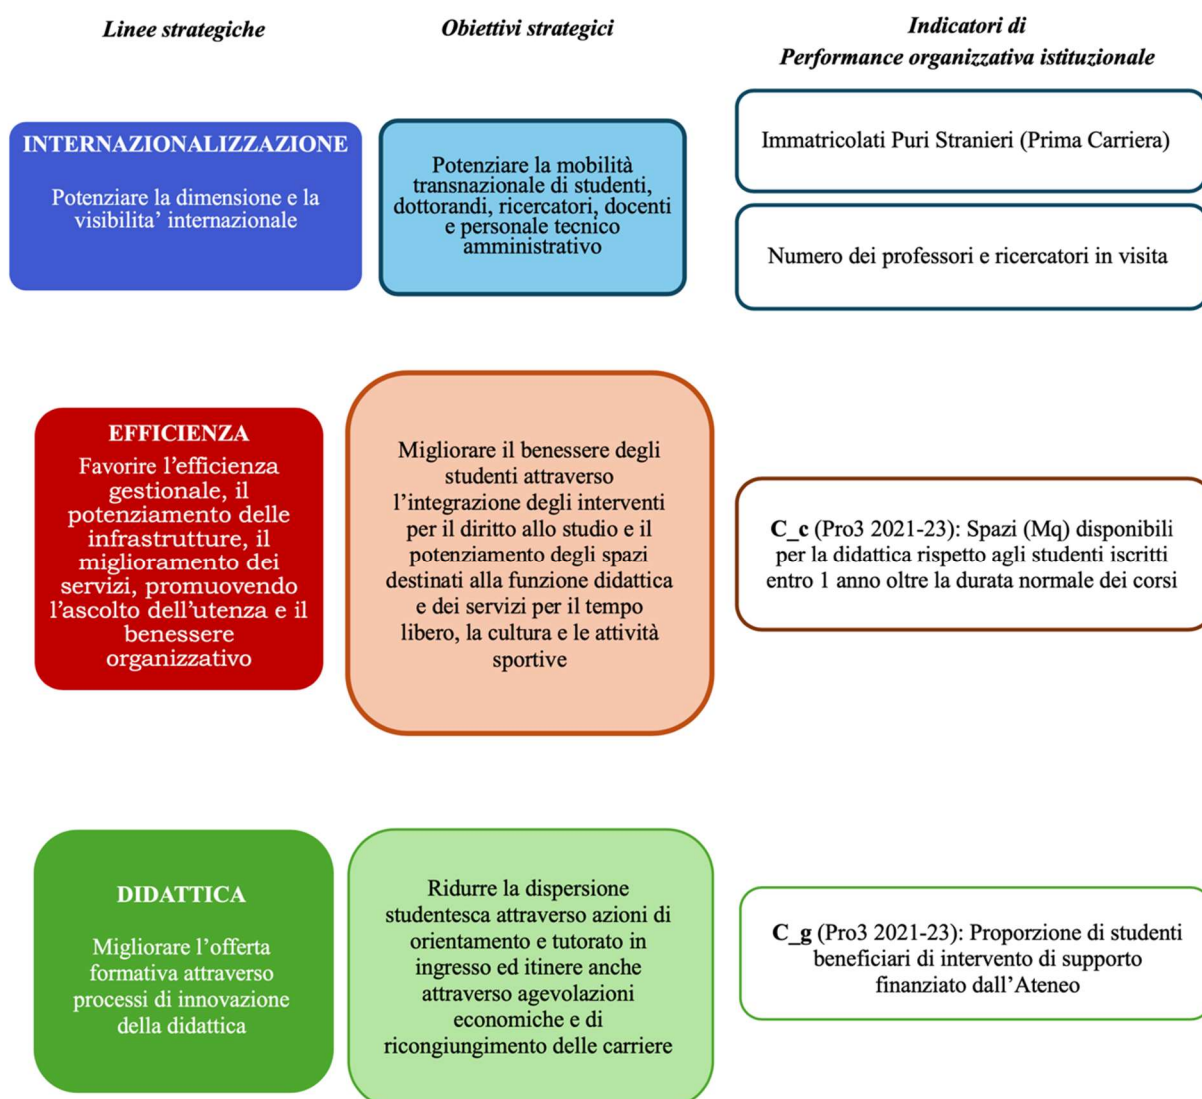 Linee strategiche
Obiettivi strategici
Indicatori di
Performance organizzativa istituzionale
INTERNAZIONALIZZAZIONE
Potenziare la dimensione e la
visibilita’ internazionale
Potenziare la mobilità
transnazionale di studenti,
dottorandi, ricercatori, docenti
e personale tecnico
amministrativo
Immatricolati Puri Stranieri (Prima Carriera)
Numero dei professori e ricercatori in visita
EFFICIENZA
Favorire l’efficienza
gestionale, il
potenziamento delle
infrastrutture, il
miglioramento dei
servizi, promuovendo
l’ascolto dell’utenza e il
benessere
organizzativo
Migliorare il benessere degli
studenti attraverso
l’integrazione degli interventi
per il diritto allo studio e il
potenziamento degli spazi
destinati alla funzione didattica
e dei servizi per il tempo
libero, la cultura e le attività
sportive
C_c (Pro3 2021-23): Spazi (Mq) disponibili
per la didattica rispetto agli studenti iscritti
entro 1 anno oltre la durata normale dei corsi
DIDATTICA
Migliorare l’offerta
formativa attraverso
processi di innovazione
della didattica
Ridurre la dispersione
studentesca attraverso azioni di
orientamento e tutorato in
ingresso ed itinere anche
attraverso agevolazioni
economiche e di
ricongiungimento delle carriere
C_g (Pro3 2021-23): Proporzione di studenti
beneficiari di intervento di supporto
finanziato dall’Ateneo